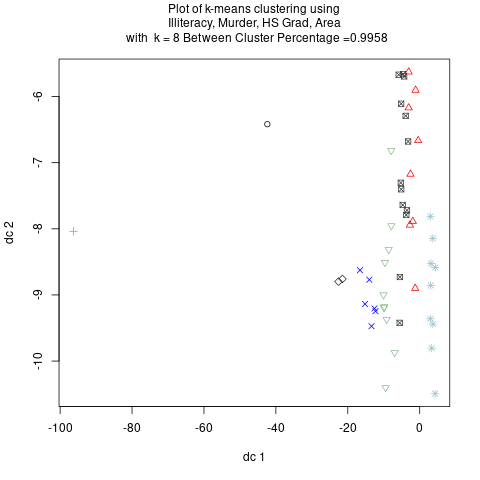 Plot of k-means clustering using
Illiteracy, Murder, HS Grad, Area
with  k = 8 Between Cluster Percentage =0.9958
dc 2
-6
-7
-8
-9
-10
-100
-80
-60
-40
-20
0
dc 1